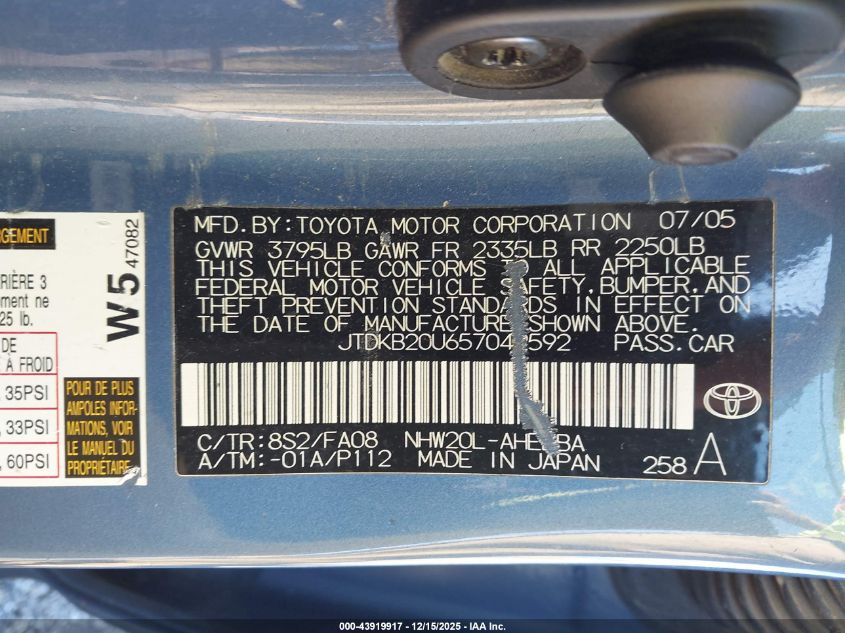 RGEMENT
RIÈRE 3
ement ne
25 lb.
DE
À FROID
, 35PSI
, 33PSI
, 60PSI
W5
47082
POUR DE PLUS
AMPLES INFOR-
MATIONS, VOIR
LE MANUEL DU
PROPRIÉTAIRE
MFD. BY: TOYOTA MOTOR CORPORATION 07/05
GVWR 3795LB GAWR FR 2335LB RR 2250LB
THIS VEHICLE CONFORMS TO ALL APPLICABLE
FEDERAL MOTOR VEHICLE SAFETY, BUMPER, AND
THEFT PREVENTION STANDARDS IN EFFECT ON
THE DATE OF MANUFACTURE SHOWN ABOVE.
PASS.CAR
C/TR: 8S2/FA08
A/TM: -01A/P112 MADE IN JAPAN
258 A
000-43919917 - 12/15/2025 - IAA Inc.